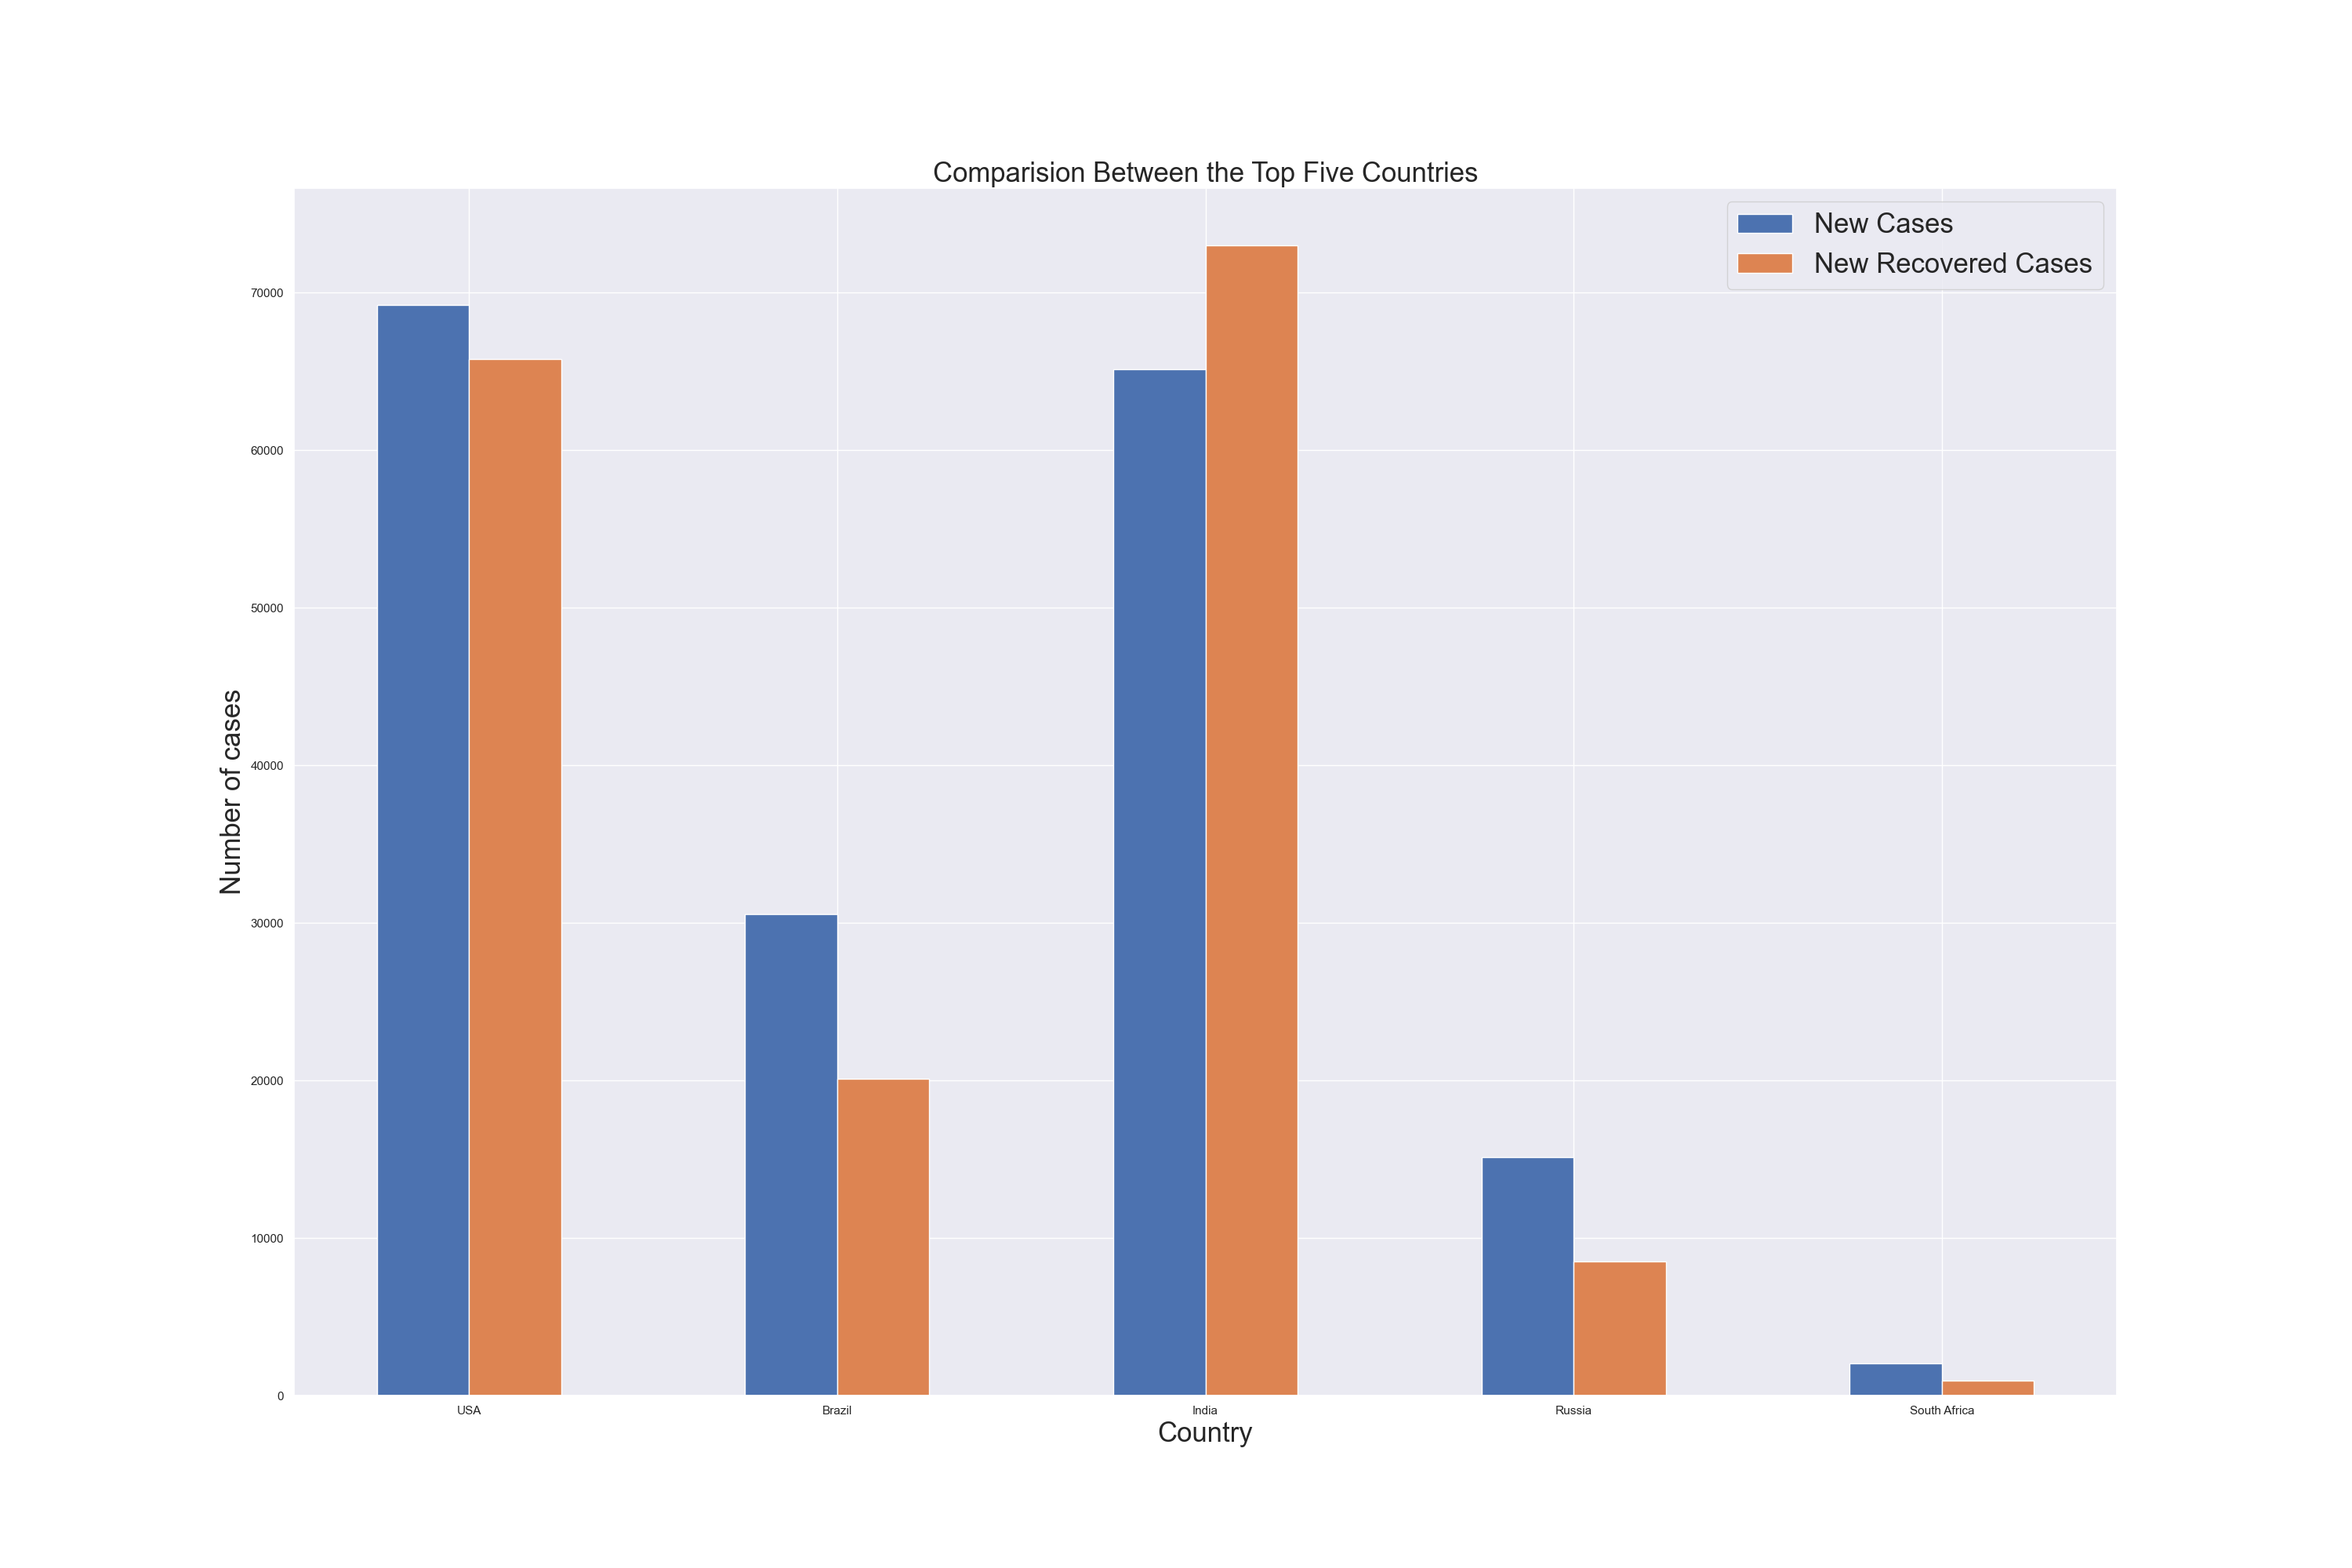 Comparision Between the Top Five Countries
New Cases
New Recovered Cases
70000
60000
50000
40000
30000
20000
10000
0
Number of cases
USA
Brazil
India
Russia
South Africa
Country